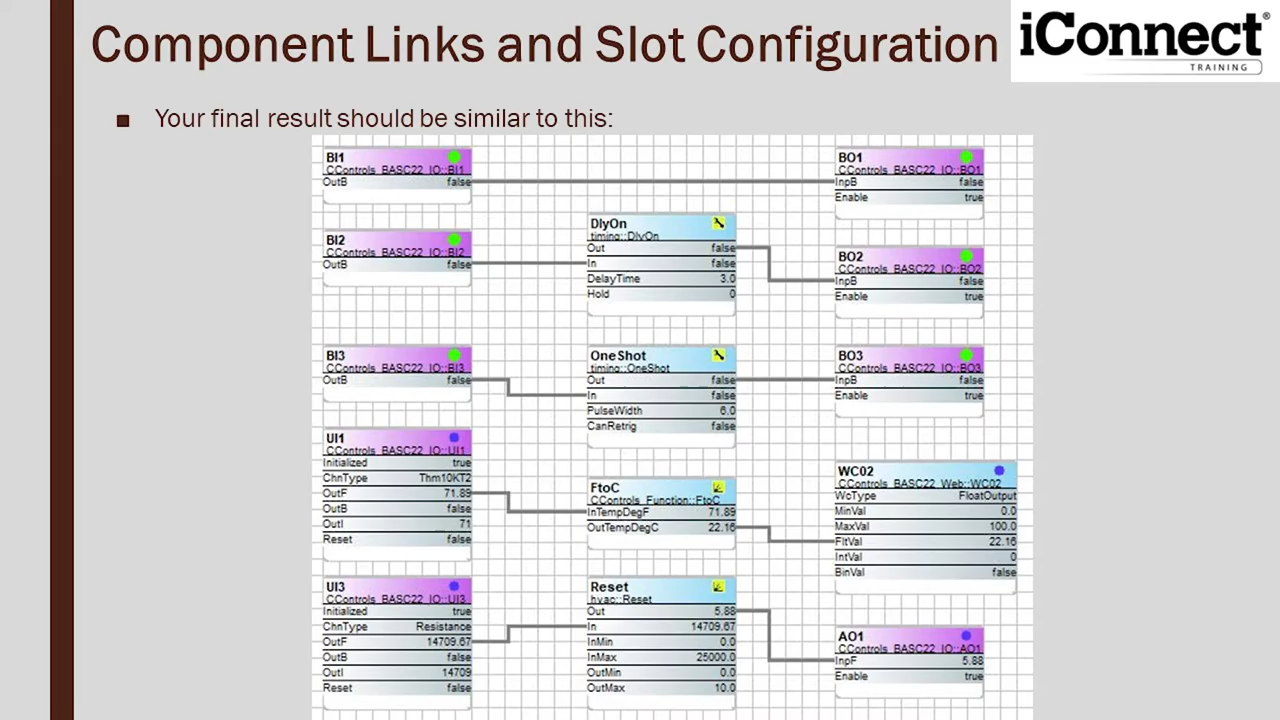 Component Links and Slot Configuration
iConnect®
TRAINING
Your final result should be similar to this:
BI1
CControls_BASC22_IO::BI1
OutB false
BI2
CControls_BASC22_IO::BI2
OutB false
BI3
CControls_BASC22_IO::BI3
OutB false
UI1
CControls_BASC22_IO::UI1
Initialized true
ChnType Thm10KT2
OutF 71.89
OutB false
OutI 71
Reset false
UI3
CControls_BASC22_IO::UI3
Initialized true
ChnType Resistance
OutF 14709.67
OutB false
OutI 14709
Reset false
DlyOn
timing::DlyOn
Out false
In false
DelayTime 3.0
Hold 0
OneShot
timing::OneShot
Out false
In false
PulseWidth 6.0
CanRetrig false
FtoC
CControls_Function::FtoC
InTempDegF 71.89
OutTempDegC 22.16
Reset
hvac::Reset
Out 5.88
In 14709.67
InMin 0.0
InMax 25000.0
OutMin 0.0
OutMax 10.0
BO1
CControls_BASC22_IO::BO1
InpB false
Enable true
BO2
CControls_BASC22_IO::BO2
InpB false
Enable true
BO3
CControls_BASC22_IO::BO3
InpB false
Enable true
WC02
CControls_BASC22_Web::WC02
WcType FloatOutput
MinVal 0.0
MaxVal 100.0
FltVal 22.16
IntVal 0
BinVal false
AO1
CControls_BASC22_IO::AO1
InpF 5.88
Enable true